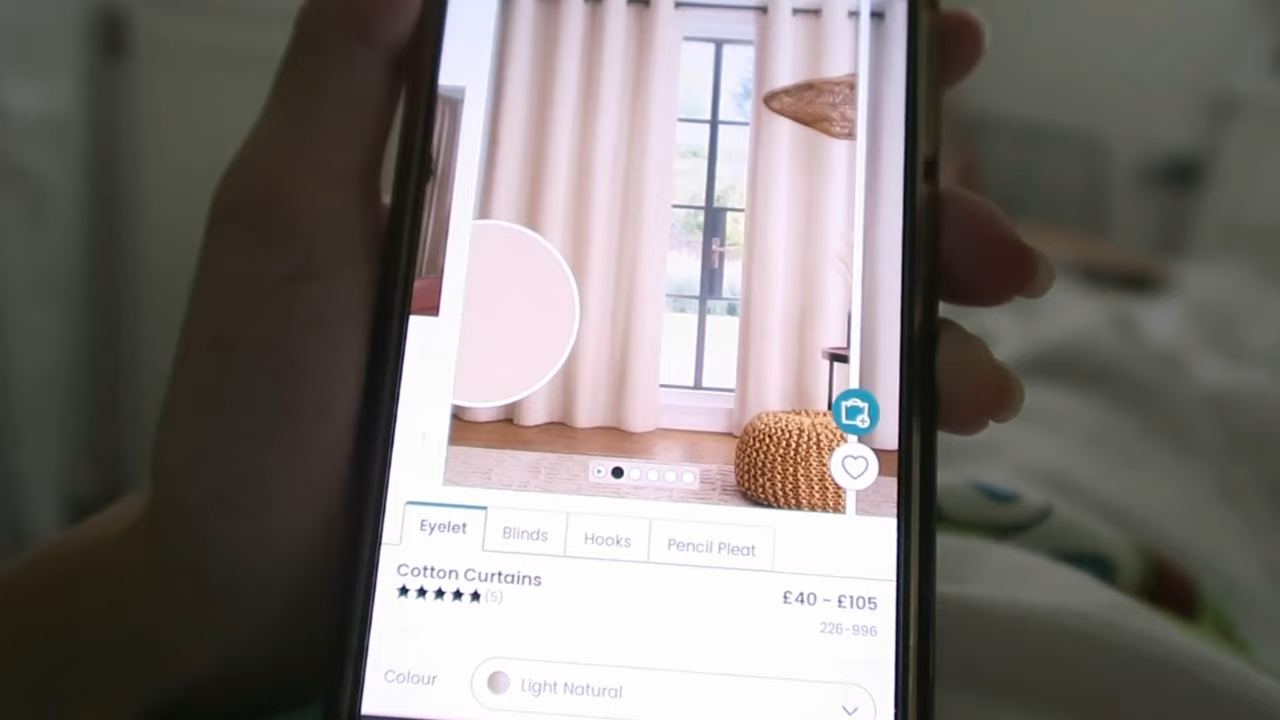 Eyelet
Blinds
Hooks
Pencil Pleat
Cotton Curtains
(5)
£40 - £105
226-996
Colour
Light Natural